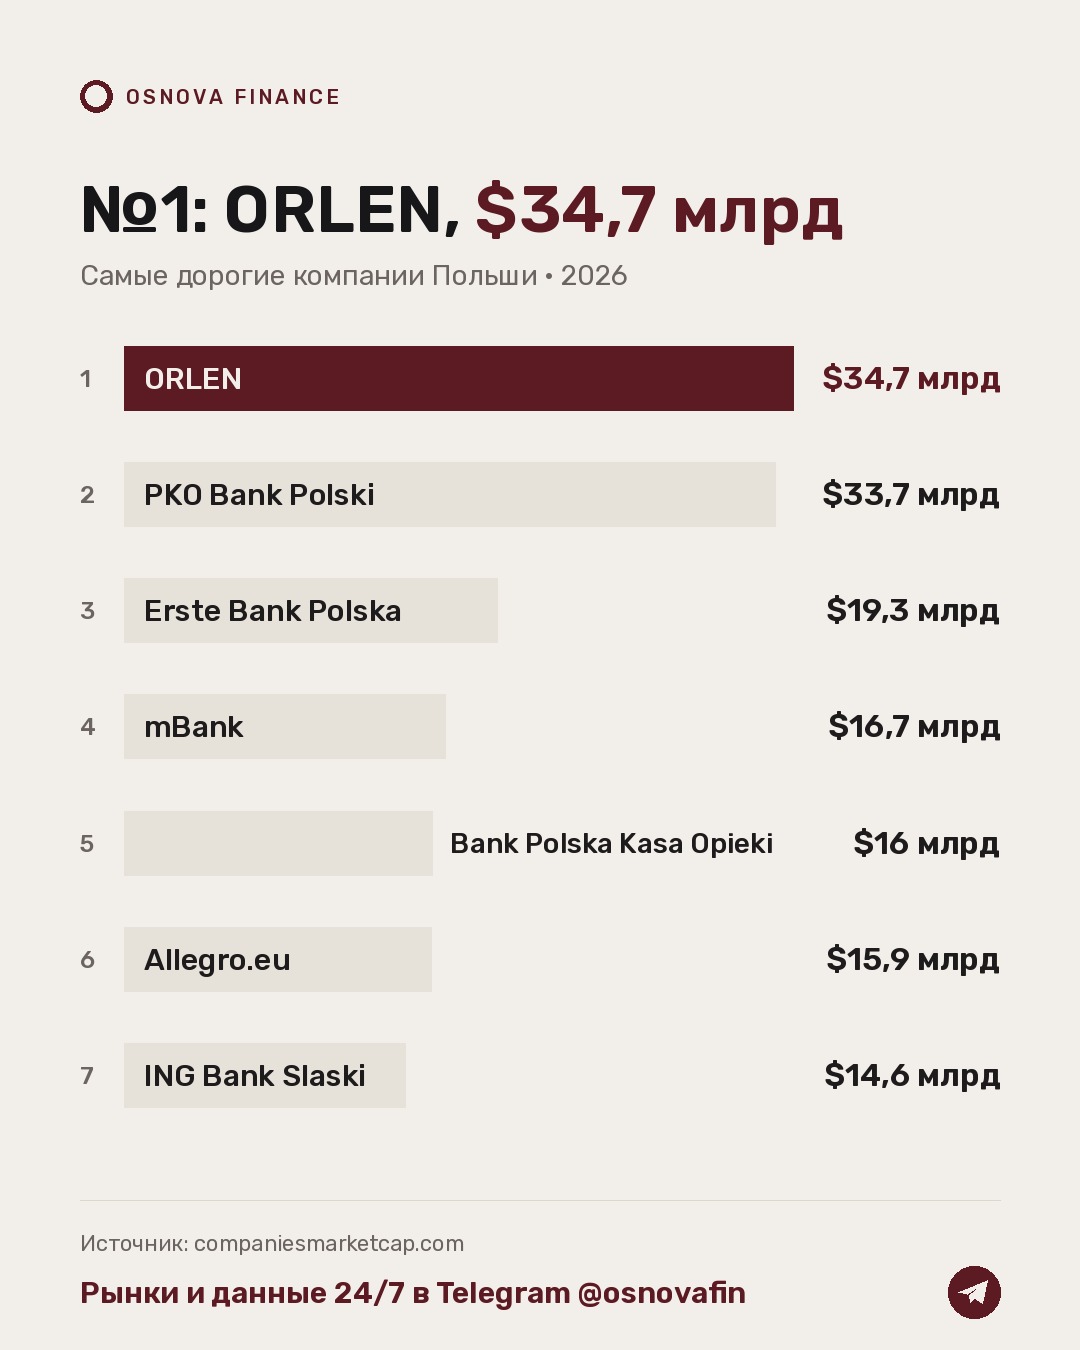 OSNOVA FINANCE
№1: ORLEN, $34,7 млрд
Самые дорогие компании Польши • 2026
1 ORLEN $34,7 млрд
2 PKO Bank Polski $33,7 млрд
3 Erste Bank Polska $19,3 млрд
4 mBank $16,7 млрд
5 Bank Polska Kasa Opieki $16 млрд
6 Allegro.eu $15,9 млрд
7 ING Bank Slaski $14,6 млрд
Источник: companiesmarketcap.com
Рынки и данные 24/7 в Telegram @osnovafin